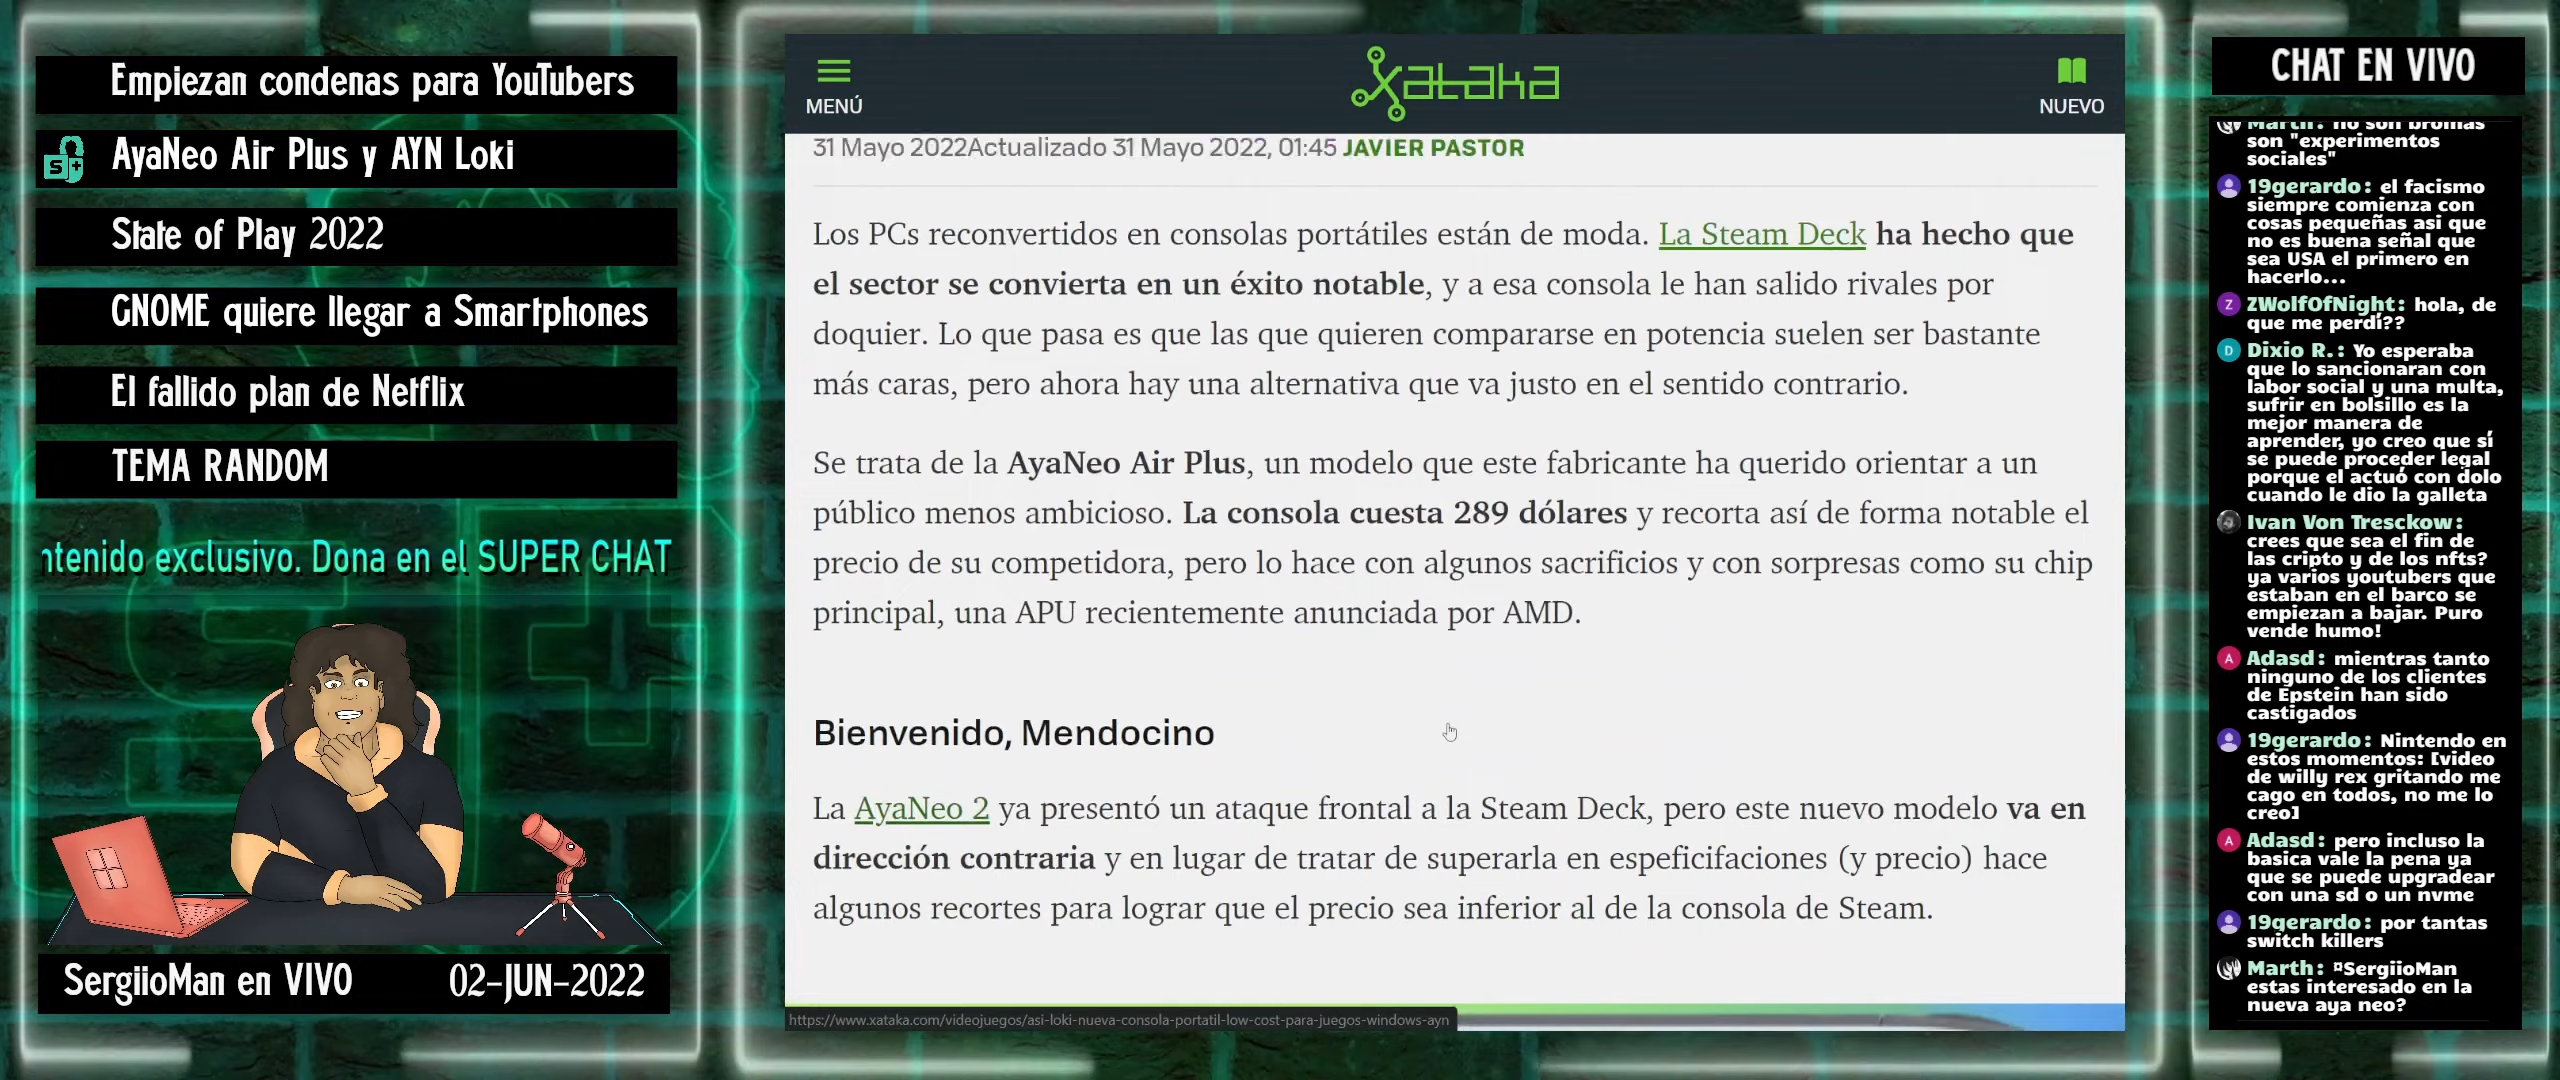 Empiezan condenas para YouTubers
AyaNeo Air Plus y AYN Loki
State of Play 2022
GNOME quiere llegar a Smartphones
El fallido plan de Netflix
TEMA RANDOM
ntenido exclusivo. Dona en el SUPER CHAT
SergiioMan en VIVO 02-JUN-2022
MENÚ
xataka
NUEVO
31 Mayo 2022Actualizado 31 Mayo 2022, 01:45 JAVIER PASTOR
Los PCs reconvertidos en consolas portátiles están de moda. La Steam Deck ha hecho que
el sector se convierta en un éxito notable, y a esa consola le han salido rivales por
doquier. Lo que pasa es que las que quieren compararse en potencia suelen ser bastante
más caras, pero ahora hay una alternativa que va justo en el sentido contrario.
Se trata de la AyaNeo Air Plus, un modelo que este fabricante ha querido orientar a un
público menos ambicioso. La consola cuesta 289 dólares y recorta así de forma notable el
precio de su competidora, pero lo hace con algunos sacrificios y con sorpresas como su chip
principal, una APU recientemente anunciada por AMD.
Bienvenido, Mendocino
La AyaNeo 2 ya presentó un ataque frontal a la Steam Deck, pero este nuevo modelo va en
dirección contraria y en lugar de tratar de superarla en espeficifaciones (y precio) hace
algunos recortes para lograr que el precio sea inferior al de la consola de Steam.
https://www.xataka.com/videojuegos/asi-loki-nueva-consola-portatil-low-cost-para-juegos-windows-ayn
CHAT EN VIVO
Marth: no son bromas
son "experimentos
sociales"
19gerardo: el facismo
siempre comienza con
cosas pequeñas asi que
no es buena señal que
sea USA el primero en
hacerlo...
ZWolfOfNight: hola, de
que me perdí??
Dixio R.: Yo esperaba
que lo sancionaran con
labor social y una multa,
sufrir en bolsillo es la
mejor manera de
aprender, yo creo que sí
se puede proceder legal
porque el actuó con dolo
cuando le dio la galleta
Ivan Von Tresckow:
crees que sea el fin de
las cripto y de los nfts?
ya varios youtubers que
estaban en el barco se
empiezan a bajar. Puro
vende humo!
Adasd: mientras tanto
ninguno de los clientes
de Epstein han sido
castigados
19gerardo: Nintendo en
estos momentos: [video
de willy rex gritando me
cago en todos, no me lo
creo]
Adasd: pero incluso la
basica vale la pena ya
que se puede upgradear
con una sd o un nvme
19gerardo: por tantas
switch killers
Marth: ¤SergiioMan
estas interesado en la
nueva aya neo?